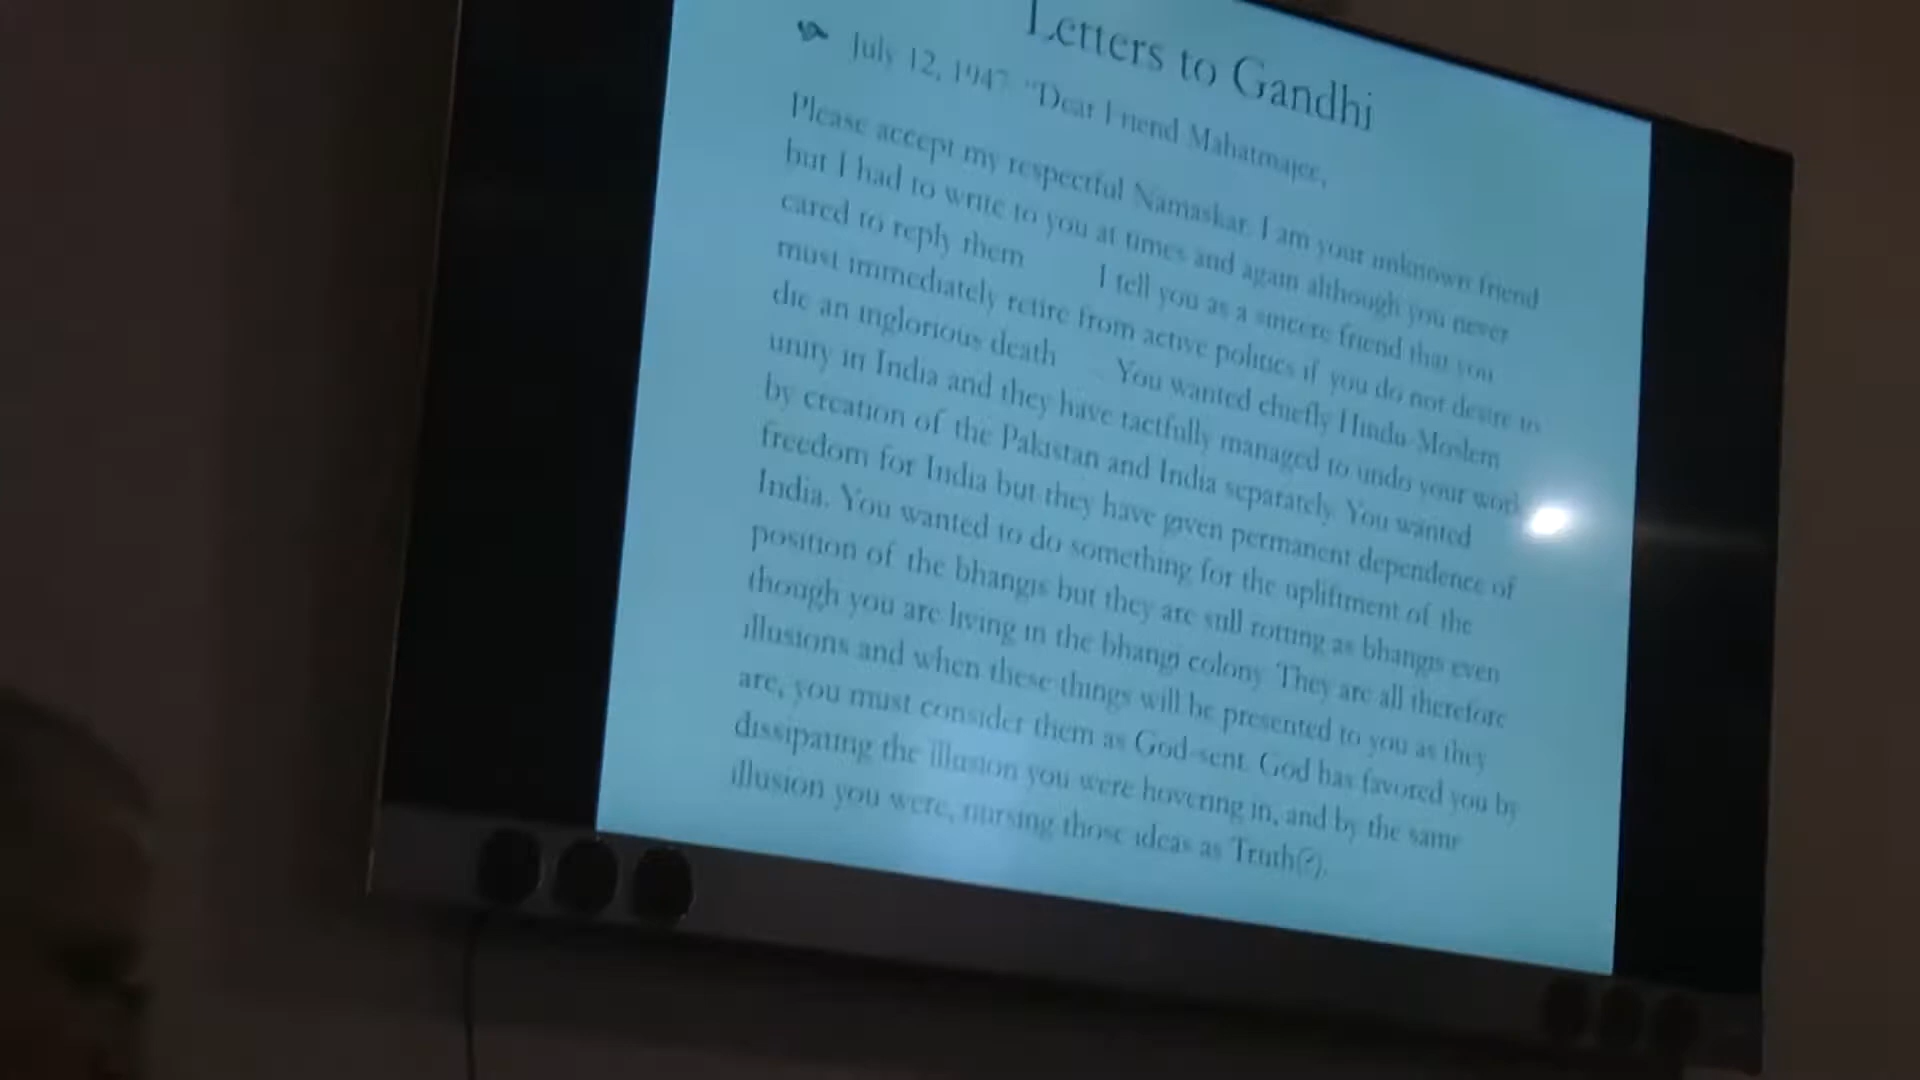 Letters to Gandhi
July 12, 1947 "Dear Friend Mahatmajee,
Please accept my respectful Namaskar. I am your unknown friend
but I had to write to you at times and again although you never
cared to reply them I tell you as a sincere friend that you
must immediately retire from active politics if you do not desire to
die an inglorious death You wanted chiefly Hindu-Moslem
unity in India and they have tactfully managed to undo your work
by creation of the Pakistan and India separately. You wanted
freedom for India but they have given permanent dependence of
India. You wanted to do something for the upliftment of the
position of the bhangis but they are still rotting as bhangis even
though you are living in the bhangi colony. They are all therefore
illusions and when these things will be presented to you as they
are, you must consider them as God-sent. God has favored you by
dissipating the illusion you were hovering in, and by the same
illusion you were, nursing those ideas as Truth(?).